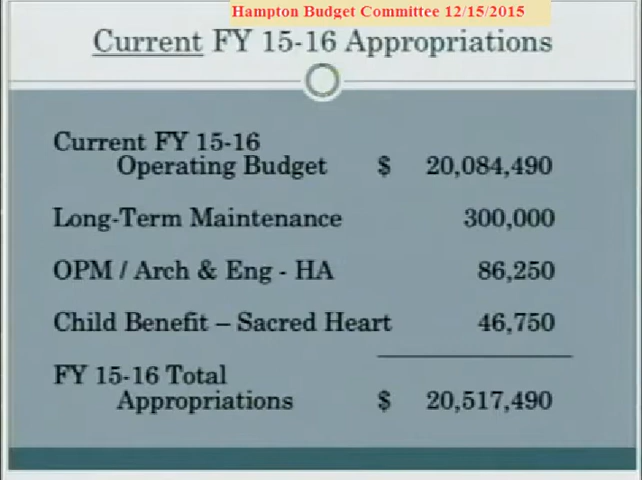 Hampton Budget Committee 12/15/2015
Current FY 15-16 Appropriations
Current FY 15-16
Operating Budget $ 20,084,490
Long-Term Maintenance 300,000
OPM / Arch & Eng - HA 86,250
Child Benefit – Sacred Heart 46,750
FY 15-16 Total
Appropriations $ 20,517,490